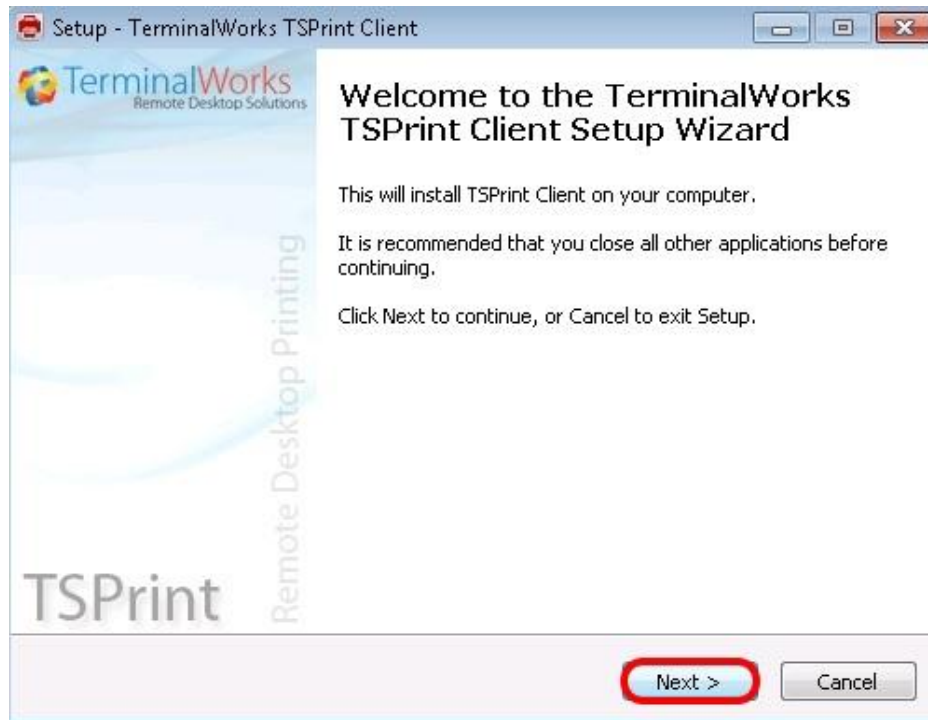 Setup - TerminalWorks TSPrint Client
TerminalWorks
Remote Desktop Solutions
Welcome to the TerminalWorks
TSPrint Client Setup Wizard
This will install TSPrint Client on your computer.
It is recommended that you close all other applications before
continuing.
Click Next to continue, or Cancel to exit Setup.
Remote Desktop Printing
TSPrint
Next >
Cancel